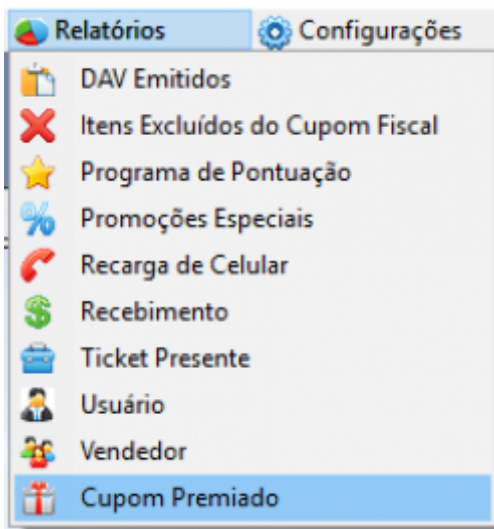 Relatórios Configurações
DAV Emitidos
Itens Excluídos do Cupom Fiscal
Programa de Pontuação
Promoções Especiais
Recarga de Celular
Recebimento
Ticket Presente
Usuário
Vendedor
Cupom Premiado